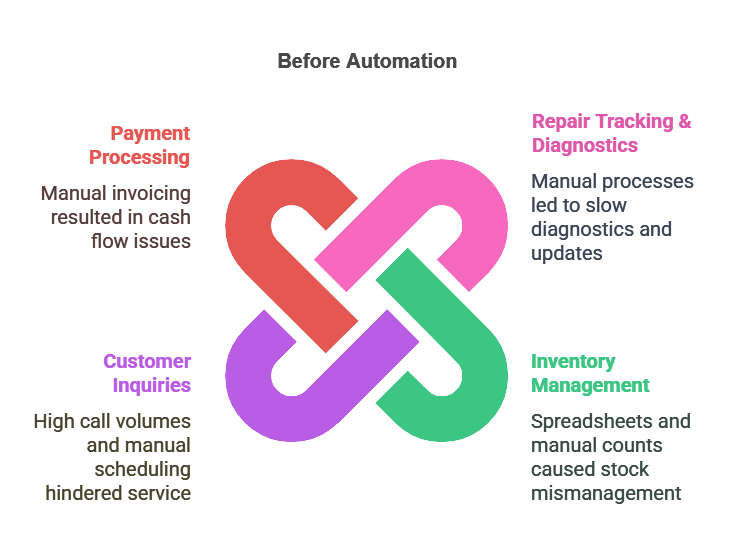 Before Automation
Payment
Processing
Manual invoicing
resulted in cash
flow issues
Repair Tracking &
Diagnostics
Manual processes
led to slow
diagnostics and
updates
Customer
Inquiries
High call volumes
and manual
scheduling
hindered service
Inventory
Management
Spreadsheets and
manual counts
caused stock
mismanagement